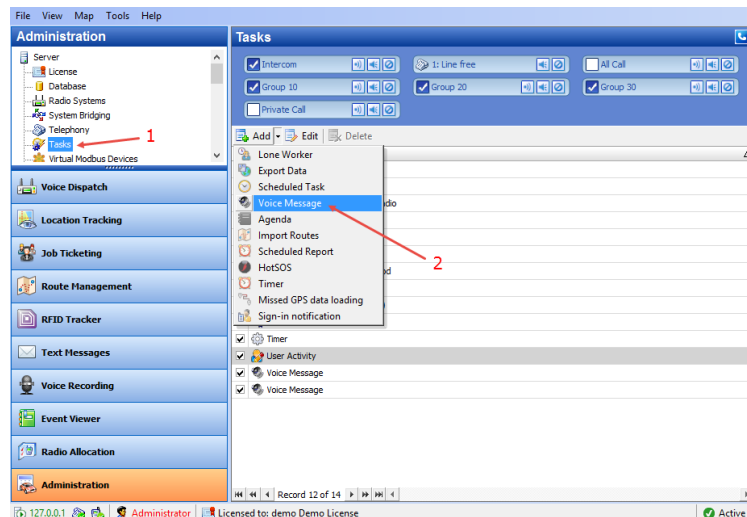 File View Map Tools Help
Administration
Tasks
Server
License
Database
Radio Systems
System Bridging
Telephony
Tasks
Virtual Modbus Devices
1
Intercom
1: Line free
All Call
Group 10
Group 20
Group 30
Private Call
Add Edit Delete
Lone Worker
Export Data
Scheduled Task
Voice Message
Agenda
Import Routes
Scheduled Report
HotSOS
Timer
Missed GPS data loading
Sign-in notification
2
Timer
User Activity
Voice Message
Voice Message
Voice Dispatch
Location Tracking
Job Ticketing
Route Management
RFID Tracker
Text Messages
Voice Recording
Event Viewer
Radio Allocation
Administration
Record 12 of 14
127.0.0.1 Administrator Licensed to: demo Demo License Active